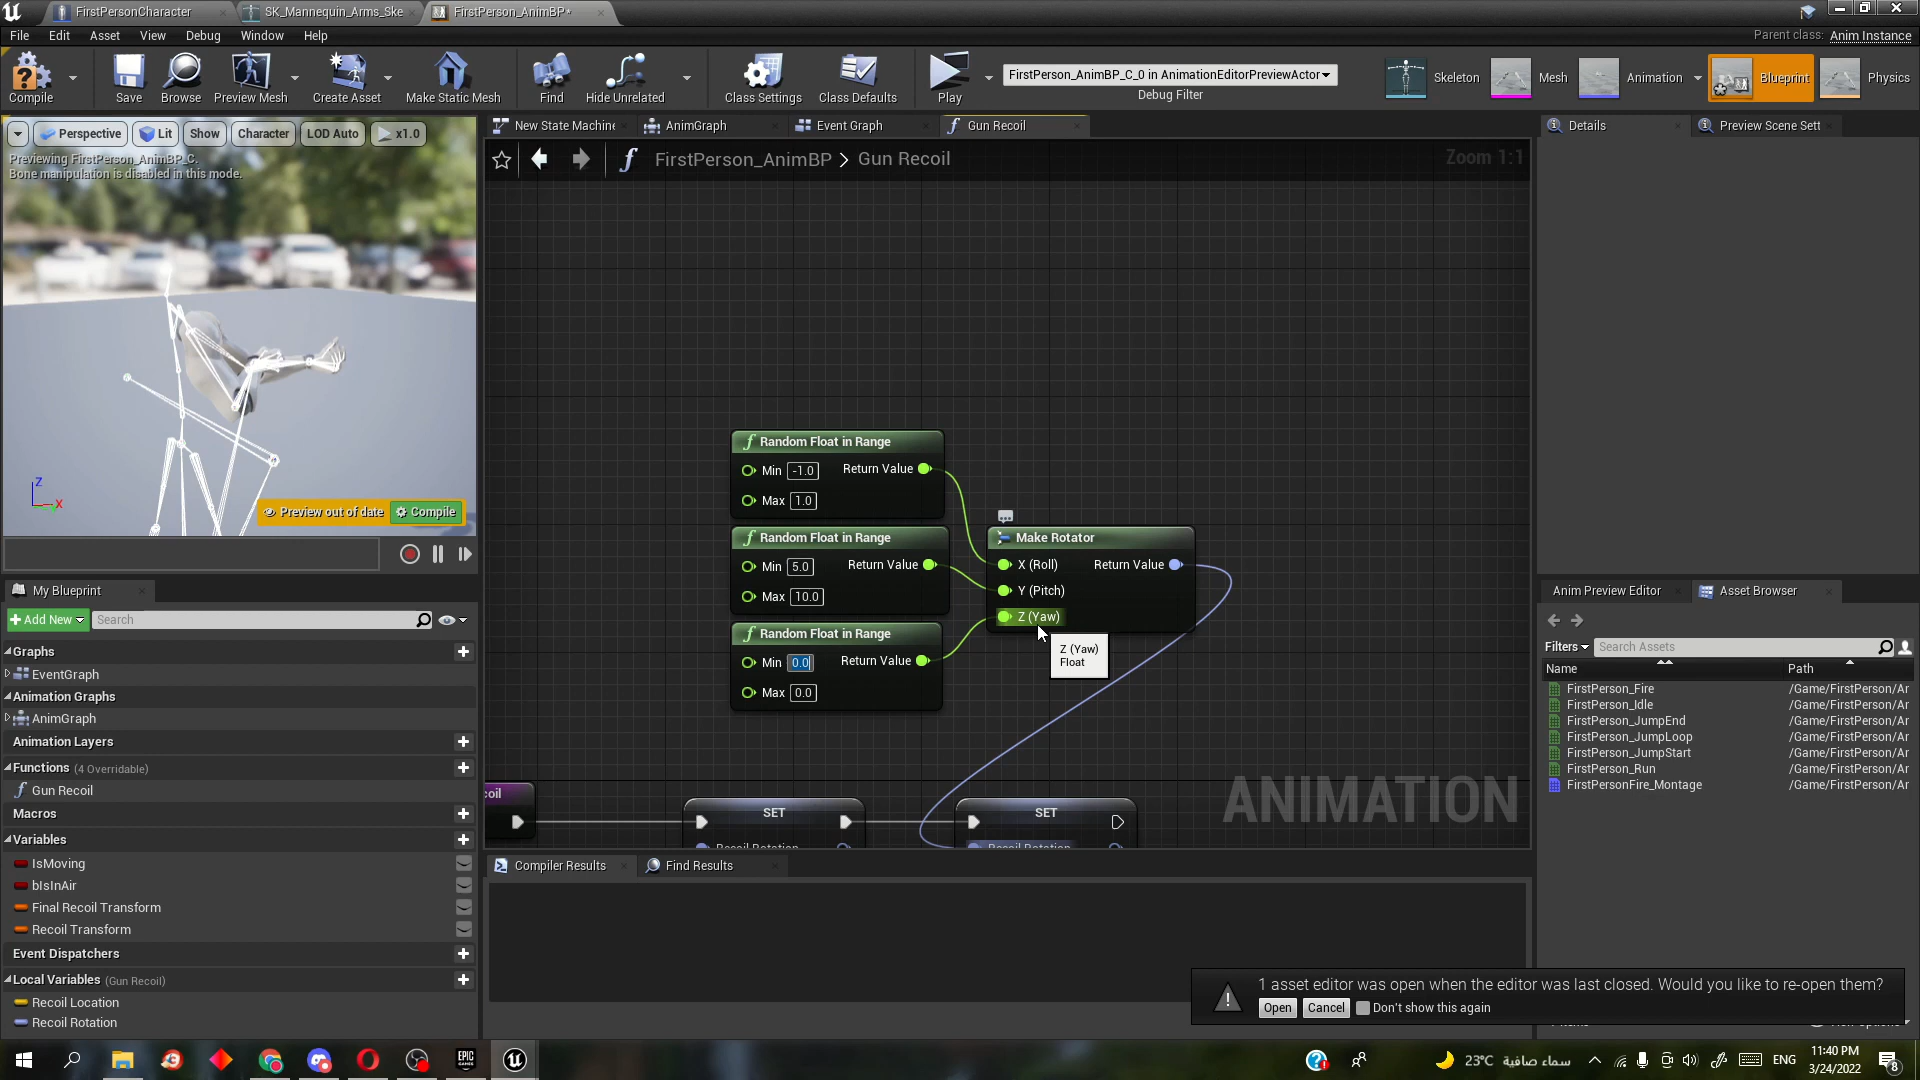 FirstPersonCharacter
SK_Mannequin_Arms_Ske
FirstPerson_AnimBP*
File Edit Asset View Debug Window Help
Parent class: Anim Instance
Compile
Save
Browse
Preview Mesh
Create Asset
Make Static Mesh
Find
Hide Unrelated
Class Settings
Class Defaults
Play
FirstPerson_AnimBP_C_0 in AnimationEditorPreviewActor
Debug Filter
Skeleton
Mesh
Animation
Blueprint
Physics
Perspective
Lit
Show
Character
LOD Auto
x1.0
Previewing FirstPerson_AnimBP_C.
Bone manipulation is disabled in this mode.
Z
X
Preview out of date
Compile
New State Machine
AnimGraph
Event Graph
Gun Recoil
FirstPerson_AnimBP > Gun Recoil
Zoom 1:1
Random Float in Range
Min -1.0 Return Value
Max 1.0
Random Float in Range
Min 5.0 Return Value
Max 10.0
Random Float in Range
Min 0.0 Return Value
Max 0.0
Make Rotator
X (Roll) Return Value
Y (Pitch)
Z (Yaw)
Z (Yaw)
Float
coil
SET
Recoil Rotation
SET
Recoil Rotation
ANIMATION
My Blueprint
Add New
Search
Graphs
EventGraph
Animation Graphs
AnimGraph
Animation Layers
Functions (4 Overridable)
Gun Recoil
Macros
Variables
IsMoving
bIsInAir
Final Recoil Transform
Recoil Transform
Event Dispatchers
Local Variables (Gun Recoil)
Recoil Location
Recoil Rotation
Compiler Results
Find Results
Details
Preview Scene Sett
Anim Preview Editor
Asset Browser
Filters
Search Assets
Name Path
FirstPerson_Fire /Game/FirstPerson/Ar
FirstPerson_Idle /Game/FirstPerson/Ar
FirstPerson_JumpEnd /Game/FirstPerson/Ar
FirstPerson_JumpLoop /Game/FirstPerson/Ar
FirstPerson_JumpStart /Game/FirstPerson/Ar
FirstPerson_Run /Game/FirstPerson/Ar
FirstPersonFire_Montage /Game/FirstPerson/Ar
1 asset editor was open when the editor was last closed. Would you like to re-open them?
Open
Cancel
Don't show this again
EPIC
GAMES
23°C سماء صافية
ENG
11:40 PM
3/24/2022
8